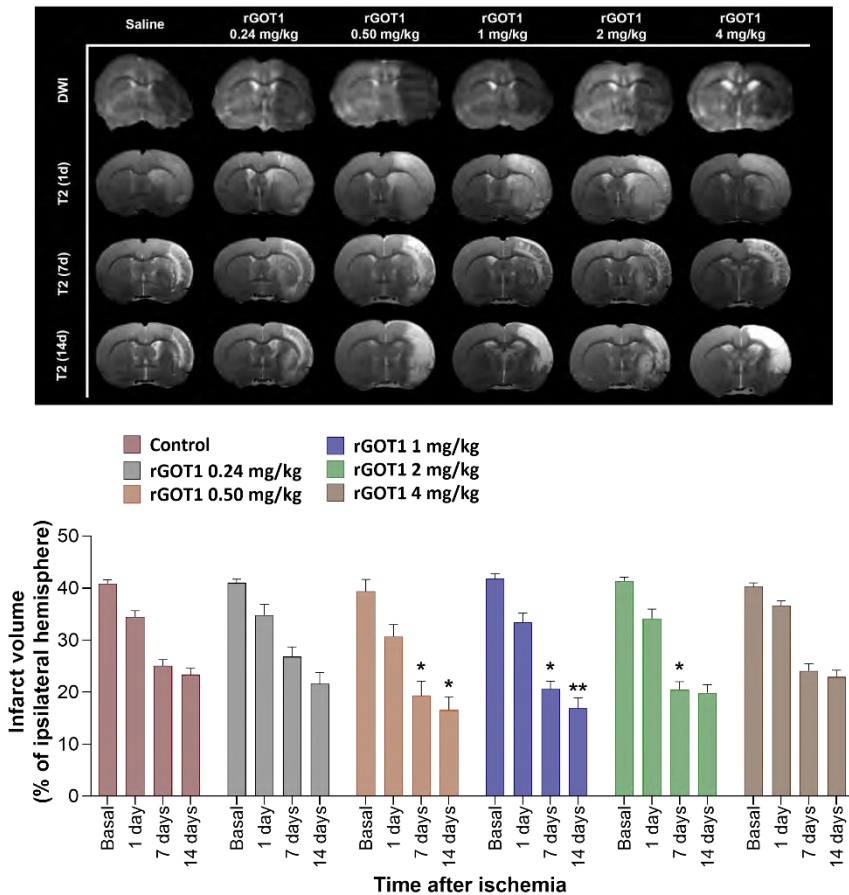 Saline
rGOT1
0.24 mg/kg
rGOT1
0.50 mg/kg
rGOT1
1 mg/kg
rGOT1
2 mg/kg
rGOT1
4 mg/kg
DWI
T2 (1d)
T2 (7d)
T2 (14d)
Control
rGOT1 0.24 mg/kg
rGOT1 0.50 mg/kg
rGOT1 1 mg/kg
rGOT1 2 mg/kg
rGOT1 4 mg/kg
Infarct volume
(% of ipsilateral hemisphere)
50
40
30
20
10
0
* * * ** *
Basal 1 day 7 days 14 days Basal 1 day 7 days 14 days Basal 1 day 7 days 14 days Basal 1 day 7 days 14 days Basal 1 day 7 days 14 days Basal 1 day 7 days 14 days
Time after ischemia